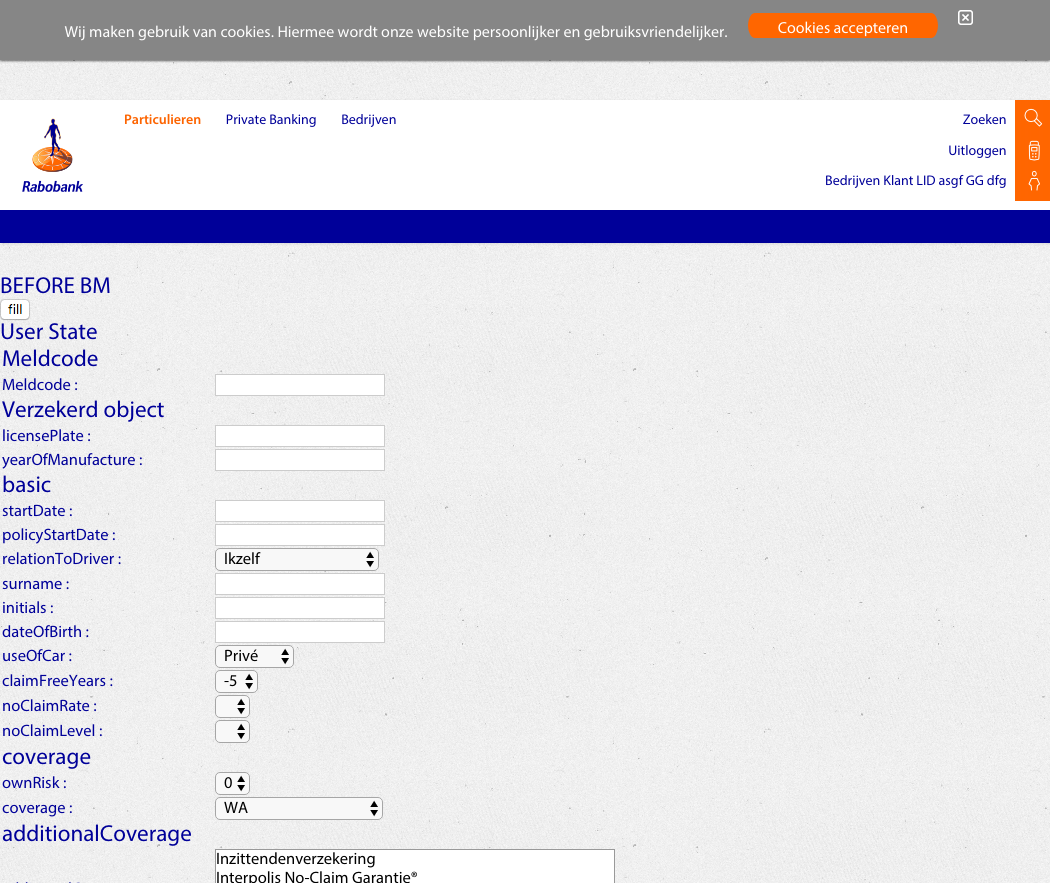 Wij maken gebruik van cookies. Hiermee wordt onze website persoonlijker en gebruiksvriendelijker.
Cookies accepteren
Particulieren Private Banking Bedrijven
Zoeken
Uitloggen
Bedrijven Klant LID asgf GG dfg
Rabobank
BEFORE BM
fill
User State
Meldcode
Meldcode :
Verzekerd object
licensePlate :
yearOfManufacture :
basic
startDate :
policyStartDate :
relationToDriver : Ikzelf
surname :
initials :
dateOfBirth :
useOfCar : Privé
claimFreeYears : -5
noClaimRate :
noClaimLevel :
coverage
ownRisk : 0
coverage : WA
additionalCoverage
Inzittendenverzekering
Interpolis No-Claim Garantie®